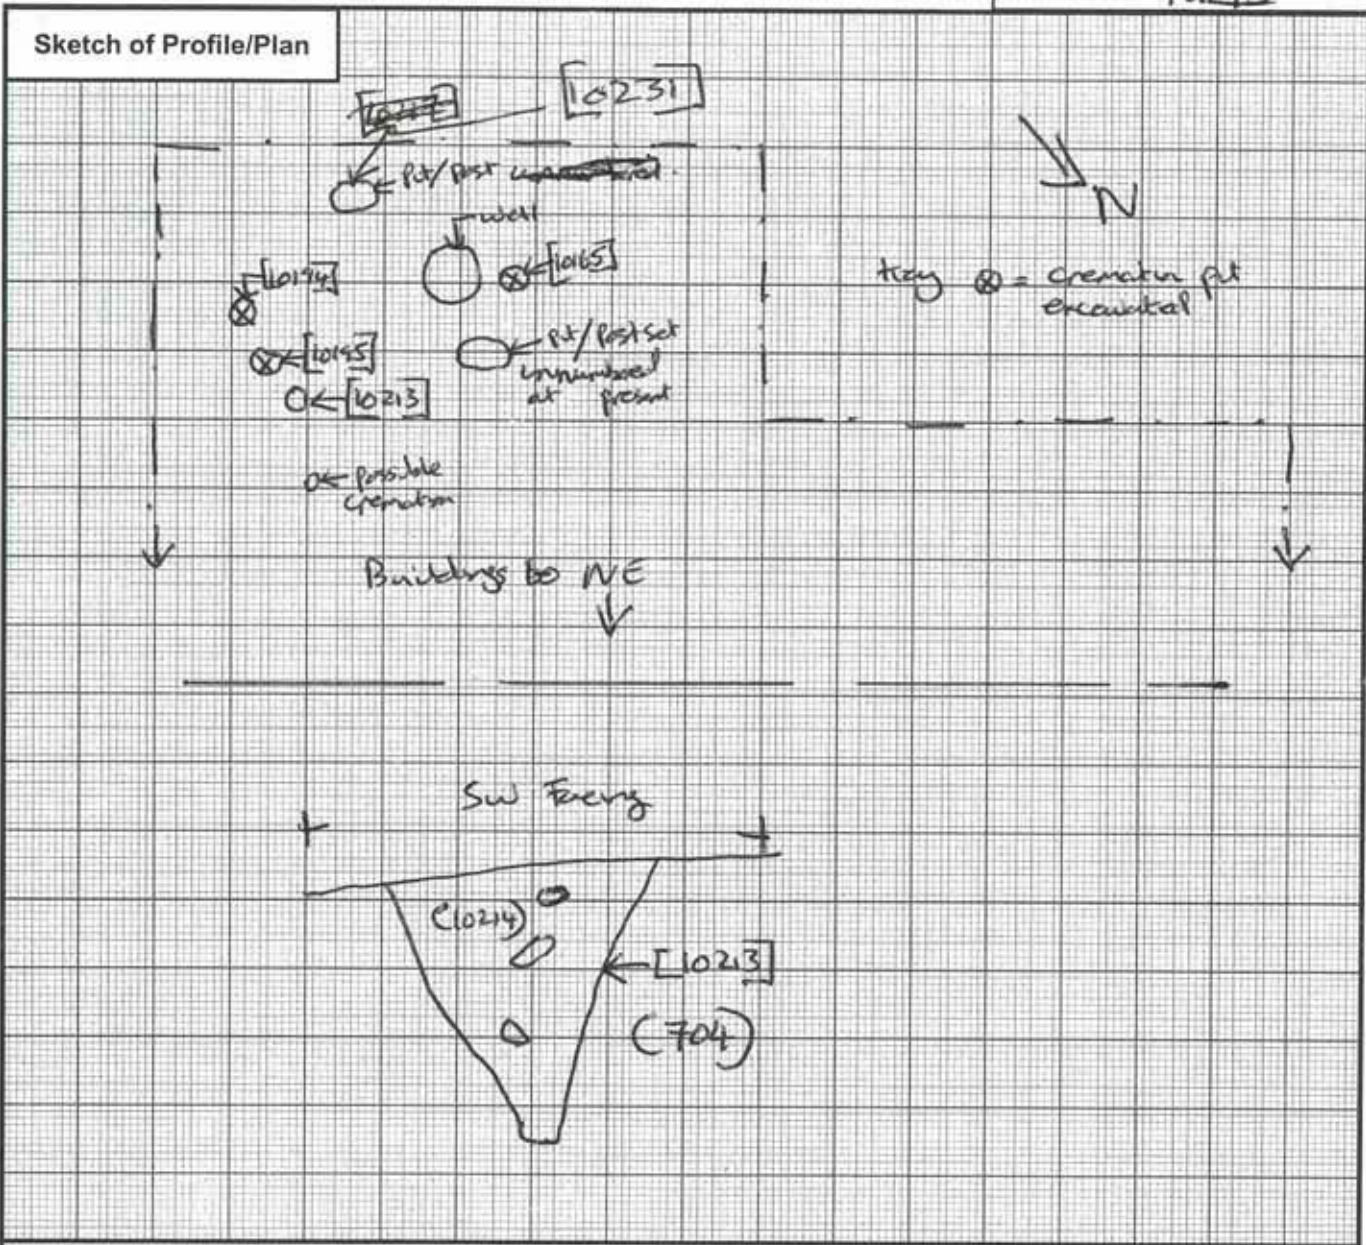 Sketch of Profile/Plan
[10231]
Pit/post
well
[10165]
[10194]
[10195]
[10213]
Pit/Post set
unnumbered
at present
possible
cremation
N
Key ⊗ = cremation pit
excavated
Buildings to NE
SW Facing
(10214)
[10213]
(704)